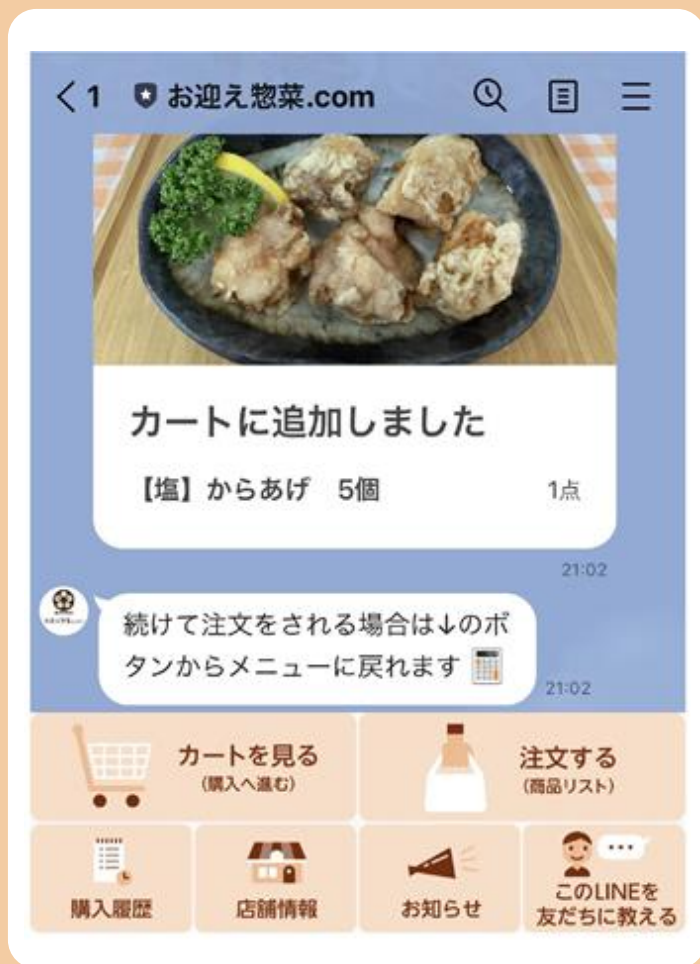 1 お迎え惣菜.com
カートに追加しました
【塩】からあげ 5個 1点
21:02
続けて注文をされる場合は↓のボ
タンからメニューに戻れます
21:02
カートを見る
(購入へ進む)
注文する
(商品リスト)
購入履歴
店舗情報
お知らせ
このLINEを
友だちに教える